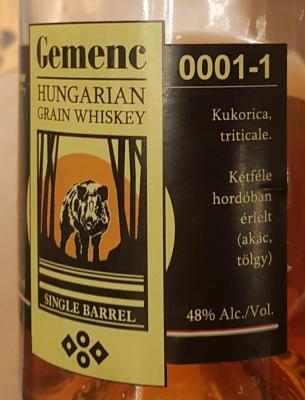 Gemenc
HUNGARIAN
GRAIN WHISKEY
SINGLE BARREL
0001-1
Kukorica,
triticale.
Kétféle
hordóban
érlelt
(akác,
tölgy)
48% Alc./Vol.